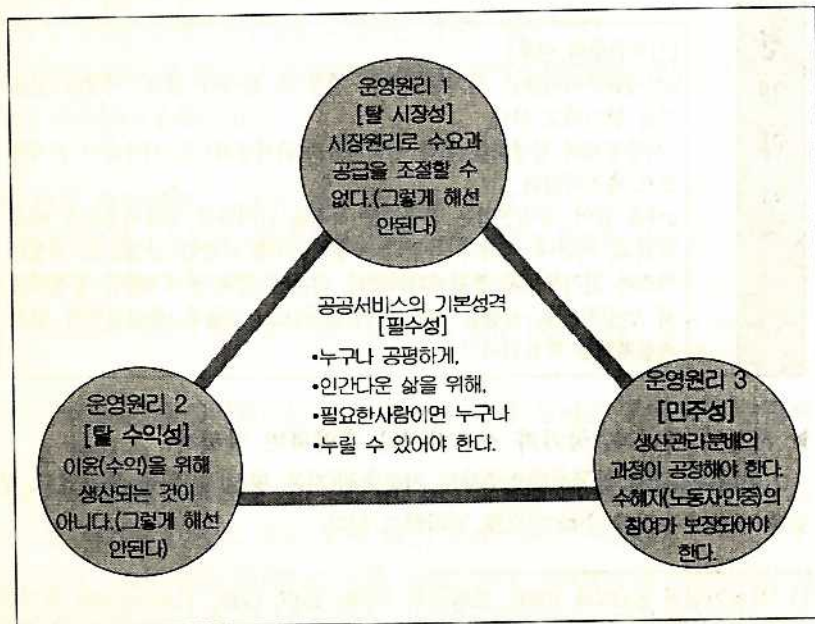 운영원리 1
[탈 시장성]
시장원리로 수요과
공급을 조절할 수
없다.(그렇게 해선
안된다)
공공서비스의 기본성격
[필수성]
•누구나 공평하게,
•인간다운 삶을 위해,
•필요한사람이면 누구나
•누릴 수 있어야 한다.
운영원리 2
[탈 수익성]
이윤(수익)을 위해
생산되는 것이
아니다.(그렇게 해선
안된다)
운영원리 3
[민주성]
생산관리분배의
과정이 공정해야 한다.
수혜자(노동자민중)의
참여가 보장되어야
한다.